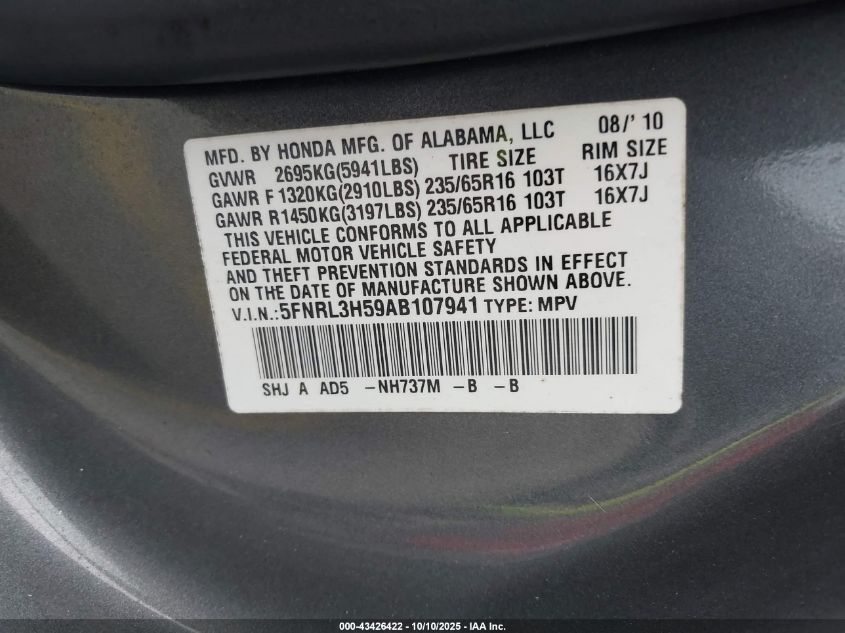 MFD. BY HONDA MFG. OF ALABAMA, LLC 08/'10
GVWR 2695KG(5941LBS) TIRE SIZE RIM SIZE
GAWR F 1320KG(2910LBS) 235/65R16 103T 16X7J
GAWR R1450KG(3197LBS) 235/65R16 103T 16X7J
THIS VEHICLE CONFORMS TO ALL APPLICABLE
FEDERAL MOTOR VEHICLE SAFETY
AND THEFT PREVENTION STANDARDS IN EFFECT
ON THE DATE OF MANUFACTURE SHOWN ABOVE.
V.I.N.:5FNRL3H59AB107941 TYPE: MPV
SHJ A AD5 -NH737M -B -B
000-43426422 - 10/10/2025 - IAA Inc.